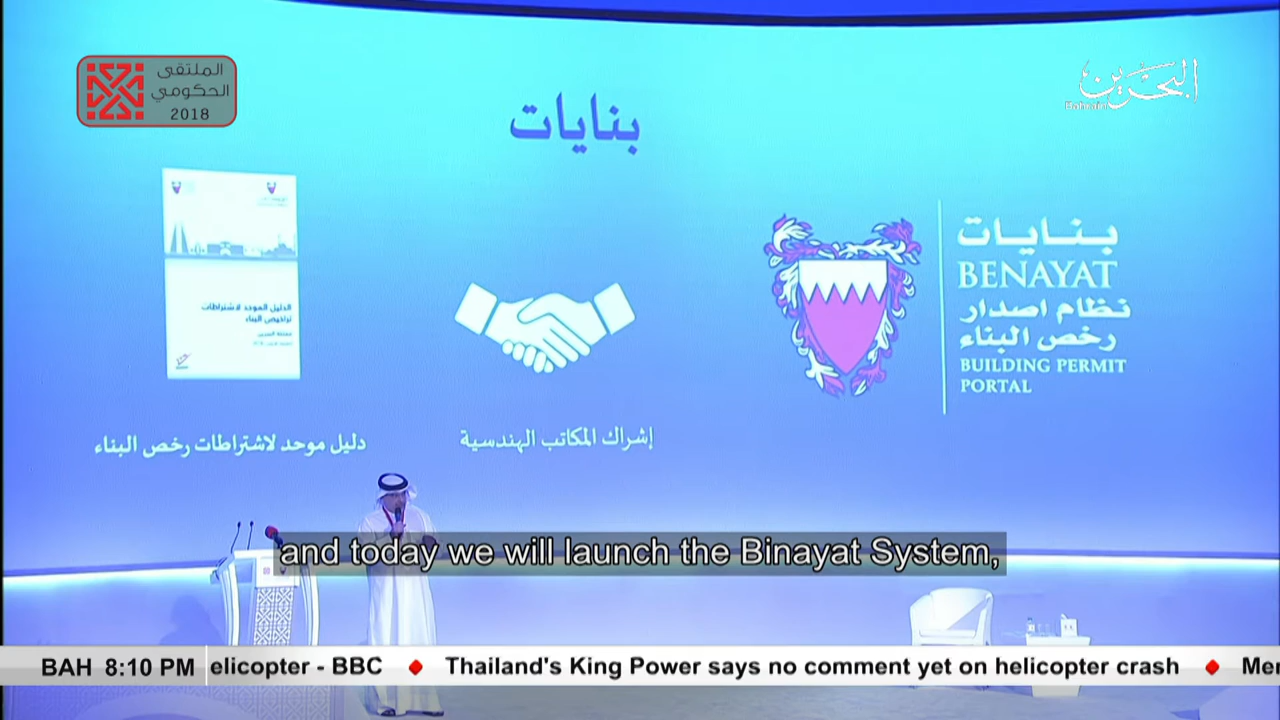 الملتقى
الحكومي
2018
البحرين
Bahrain
بنايات
الدليل الموحد لاشتراطات
تراخيص البناء
دليل موحد لاشتراطات رخص البناء
إشراك المكاتب الهندسية
بنايات
BENAYAT
نظام اصدار
رخص البناء
BUILDING PERMIT
PORTAL
and today we will launch the Binayat System,
BAH 8:10 PM
elicopter - BBC ♦ Thailand's King Power says no comment yet on helicopter crash ♦ Mer